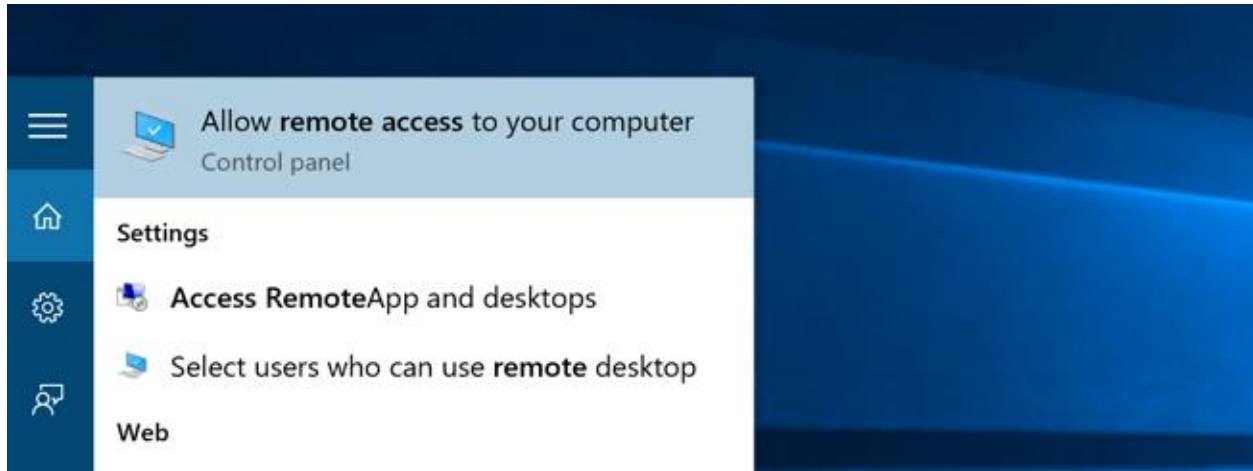 Allow remote access to your computer
Control panel
Settings
Access RemoteApp and desktops
Select users who can use remote desktop
Web